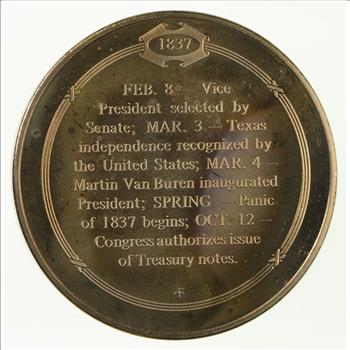 1837
FEB. 8 — Vice
President selected by
Senate; MAR. 3 — Texas
independence recognized by
the United States; MAR. 4 —
Martin Van Buren inaugurated
President; SPRING — Panic
of 1837 begins; OCT. 12 —
Congress authorizes issue
of Treasury notes.